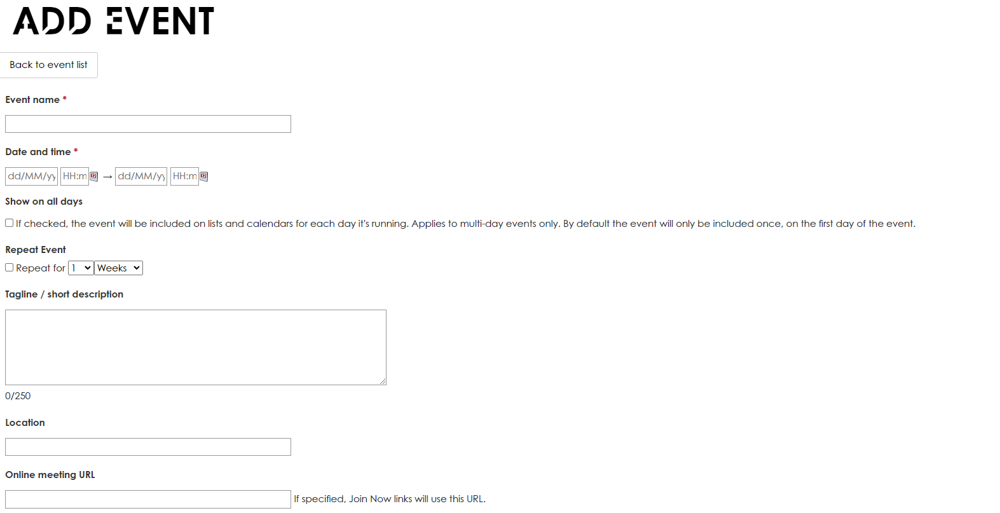 ADD EVENT
Back to event list
Event name *
Date and time *
dd/MM/yy HH:m → dd/MM/yy HH:m
Show on all days
If checked, the event will be included on lists and calendars for each day it's running. Applies to multi-day events only. By default the event will only be included once, on the first day of the event.
Repeat Event
Repeat for 1 Weeks
Tagline / short description
0/250
Location
Online meeting URL
If specified, Join Now links will use this URL.